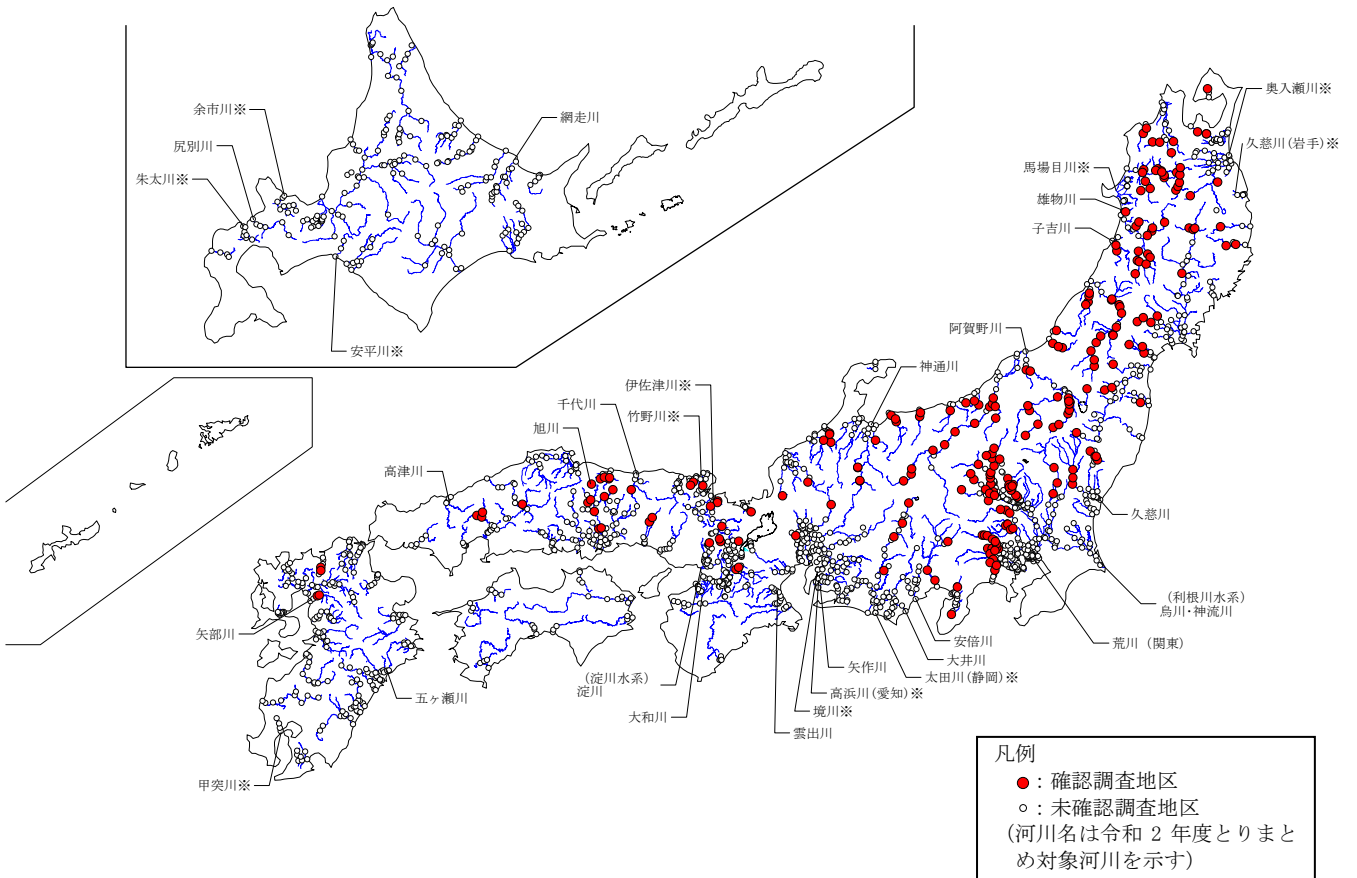 余市川※
尻別川
朱太川※
網走川
安平川※
奥入瀬川※
久慈川(岩手)※
馬場目川※
雄物川
子吉川
阿賀野川
神通川
伊佐津川※
千代川
竹野川※
旭川
高津川
久慈川
(利根川水系)
烏川・神流川
荒川 (関東)
安倍川
大井川
太田川(静岡)※
矢作川
高浜川(愛知)※
境川※
雲出川
(淀川水系)
淀川
大和川
矢部川
五ヶ瀬川
甲突川※
凡例
●：確認調査地区
○：未確認調査地区
(河川名は令和 2 年度とりまと
め対象河川を示す)